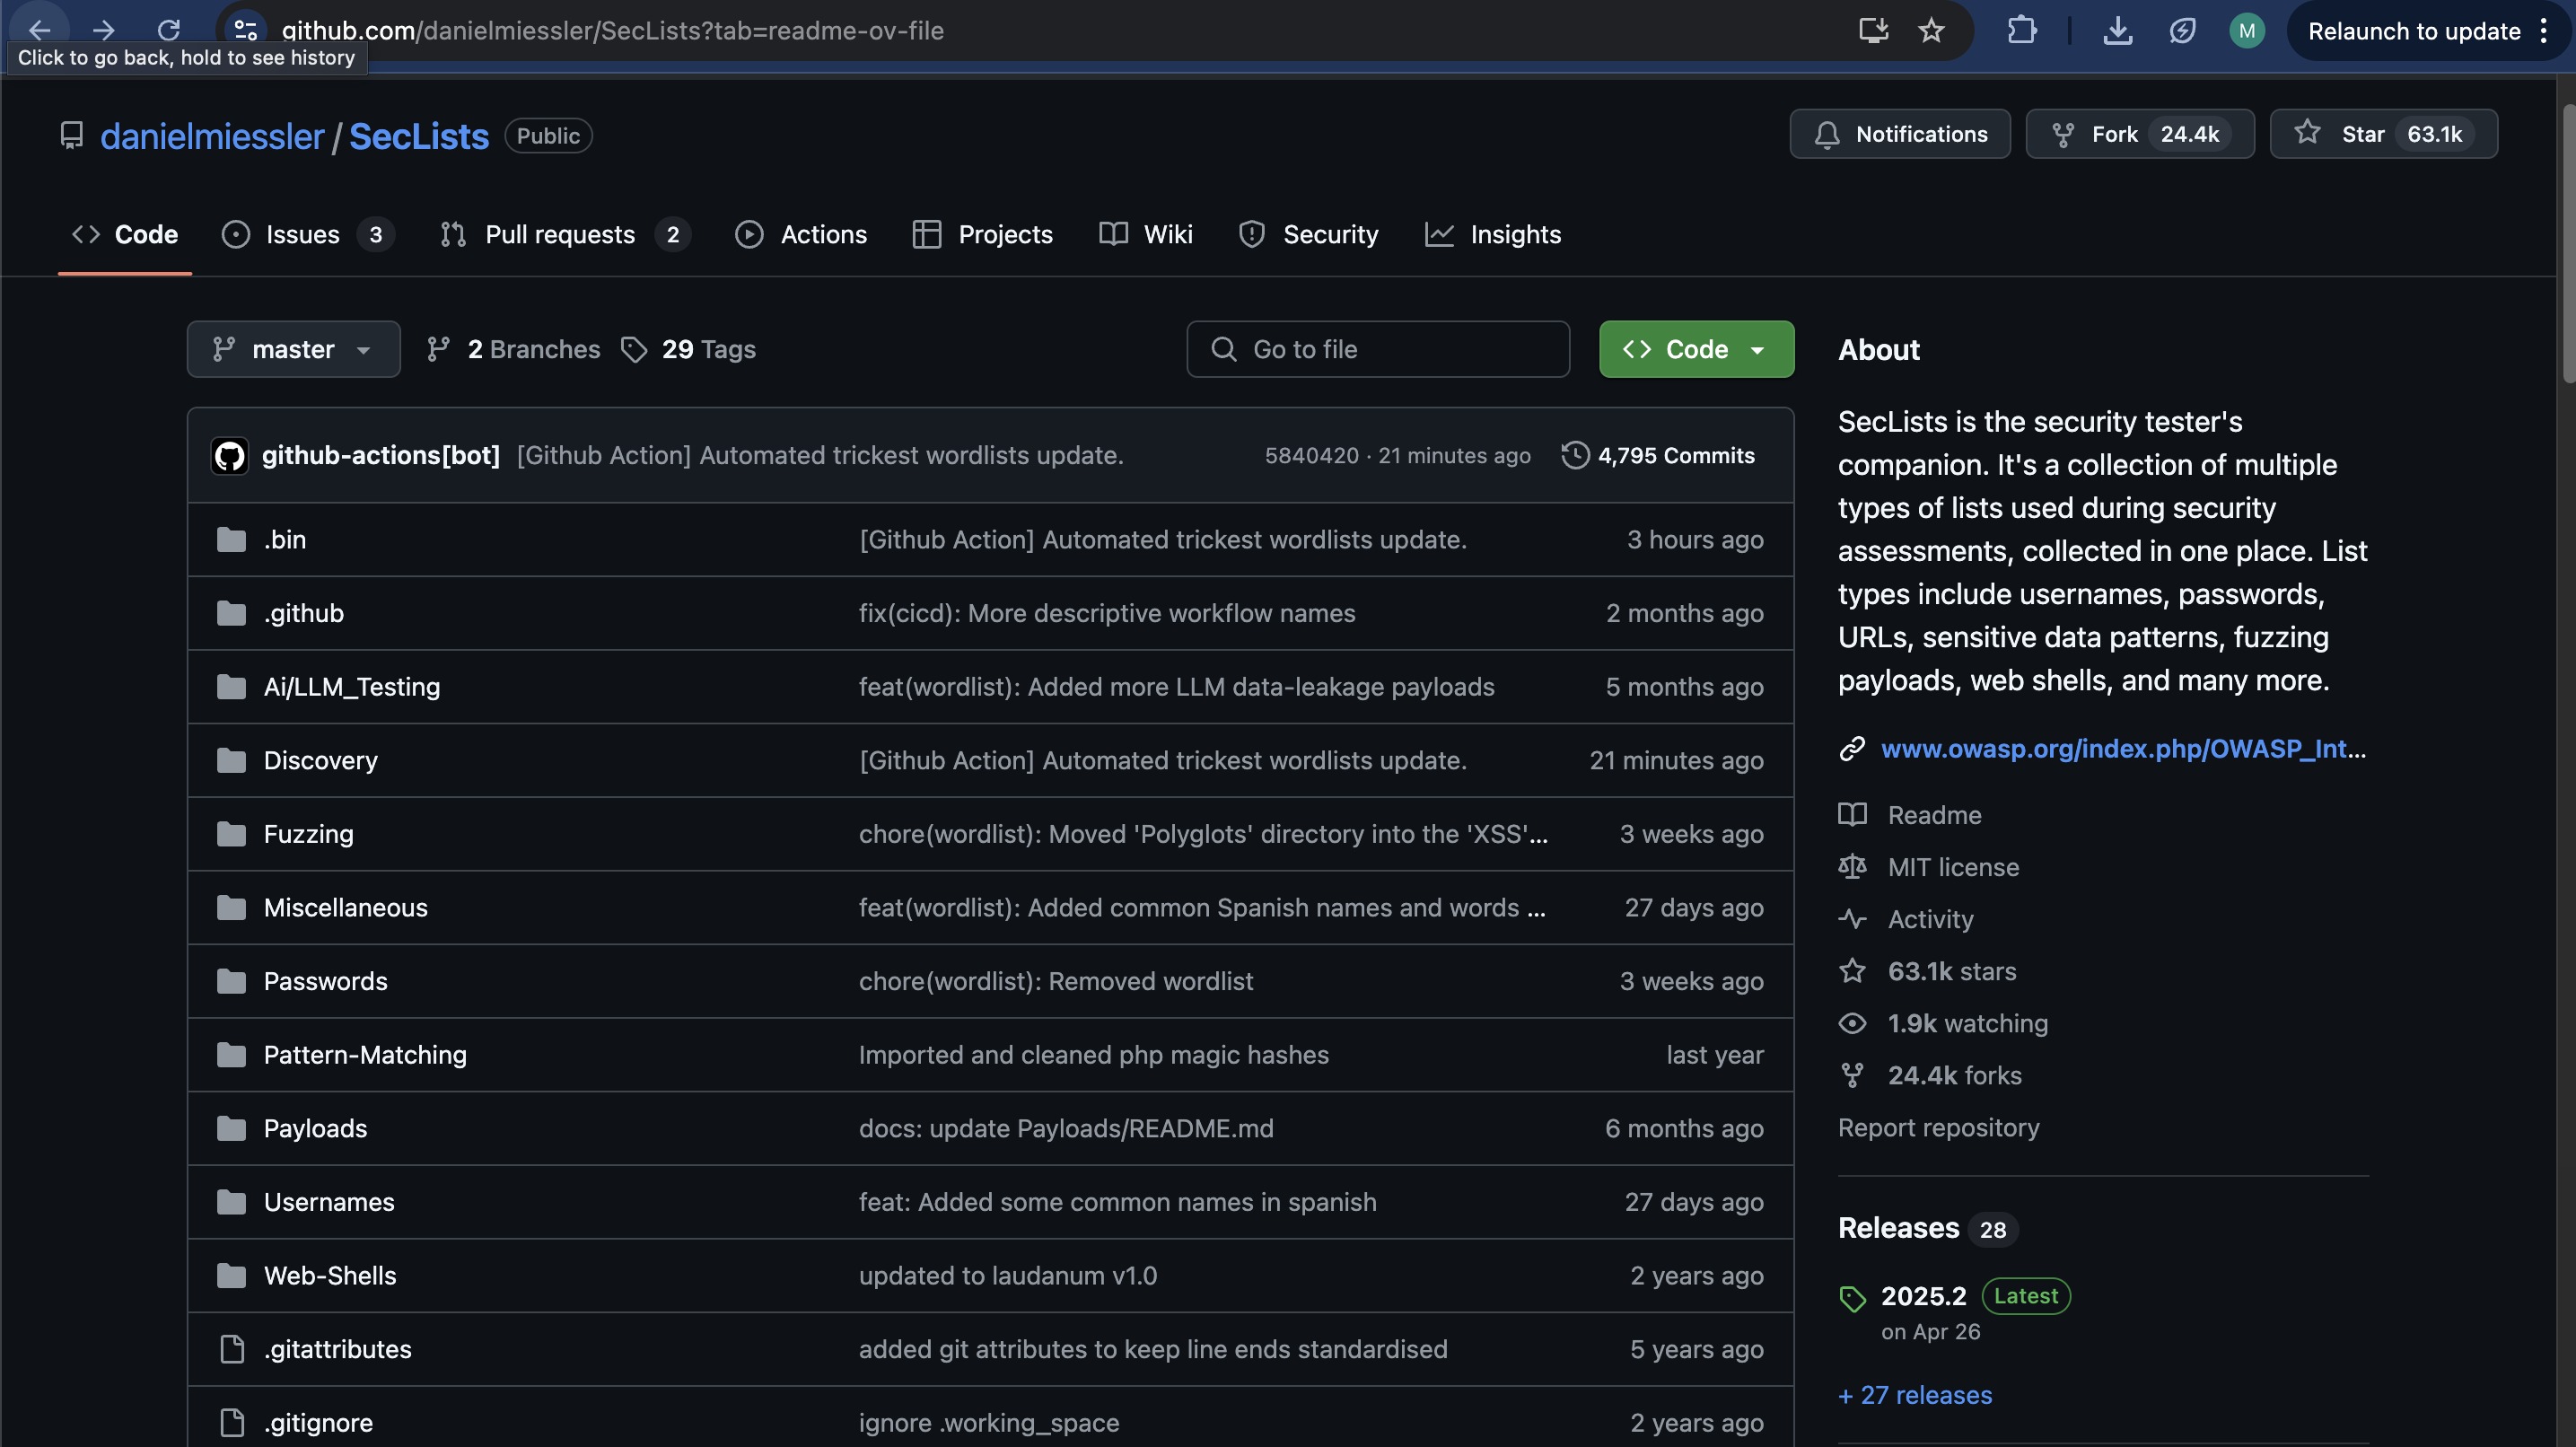 github.com/danielmiessler/SecLists?tab=readme-ov-file
M
Relaunch to update
Click to go back, hold to see history
danielmiessler / SecLists Public
Notifications
Fork 24.4k
Star 63.1k
Code
Issues 3
Pull requests 2
Actions
Projects
Wiki
Security
Insights
master
2 Branches
29 Tags
Go to file
Code
github-actions[bot] [Github Action] Automated trickest wordlists update. 5840420 · 21 minutes ago 4,795 Commits
.bin [Github Action] Automated trickest wordlists update. 3 hours ago
.github fix(cicd): More descriptive workflow names 2 months ago
Ai/LLM_Testing feat(wordlist): Added more LLM data-leakage payloads 5 months ago
Discovery [Github Action] Automated trickest wordlists update. 21 minutes ago
Fuzzing chore(wordlist): Moved 'Polyglots' directory into the 'XSS'... 3 weeks ago
Miscellaneous feat(wordlist): Added common Spanish names and words ... 27 days ago
Passwords chore(wordlist): Removed wordlist 3 weeks ago
Pattern-Matching Imported and cleaned php magic hashes last year
Payloads docs: update Payloads/README.md 6 months ago
Usernames feat: Added some common names in spanish 27 days ago
Web-Shells updated to laudanum v1.0 2 years ago
.gitattributes added git attributes to keep line ends standardised 5 years ago
.gitignore ignore .working_space 2 years ago
About
SecLists is the security tester's
companion. It's a collection of multiple
types of lists used during security
assessments, collected in one place. List
types include usernames, passwords,
URLs, sensitive data patterns, fuzzing
payloads, web shells, and many more.
www.owasp.org/index.php/OWASP_Int...
Readme
MIT license
Activity
63.1k stars
1.9k watching
24.4k forks
Report repository
Releases 28
2025.2 Latest
on Apr 26
+ 27 releases